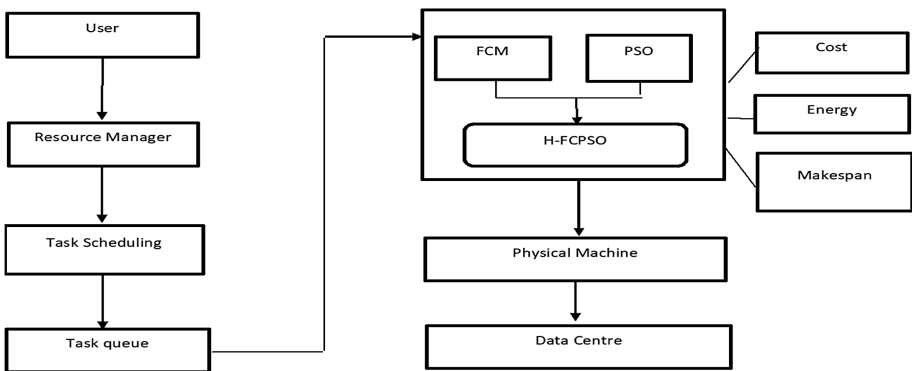 User
Resource Manager
Task Scheduling
Task queue
FCM
PSO
H-FCPSO
Physical Machine
Data Centre
Cost
Energy
Makespan